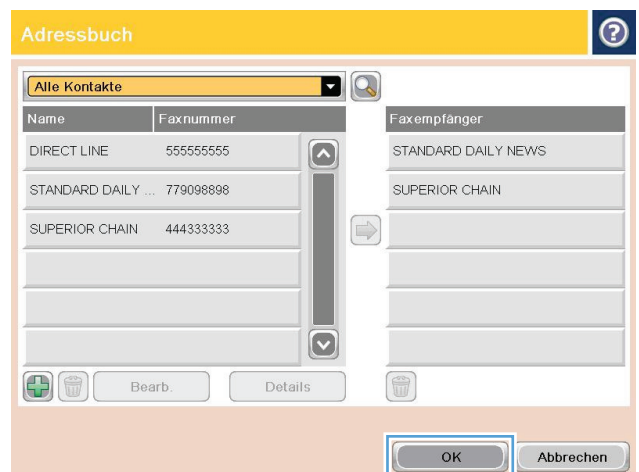 Adressbuch
Alle Kontakte
Name Faxnummer
DIRECT LINE 555555555
STANDARD DAILY ... 779098898
SUPERIOR CHAIN 444333333
Bearb. Details
Faxempfänger
STANDARD DAILY NEWS
SUPERIOR CHAIN
OK Abbrechen